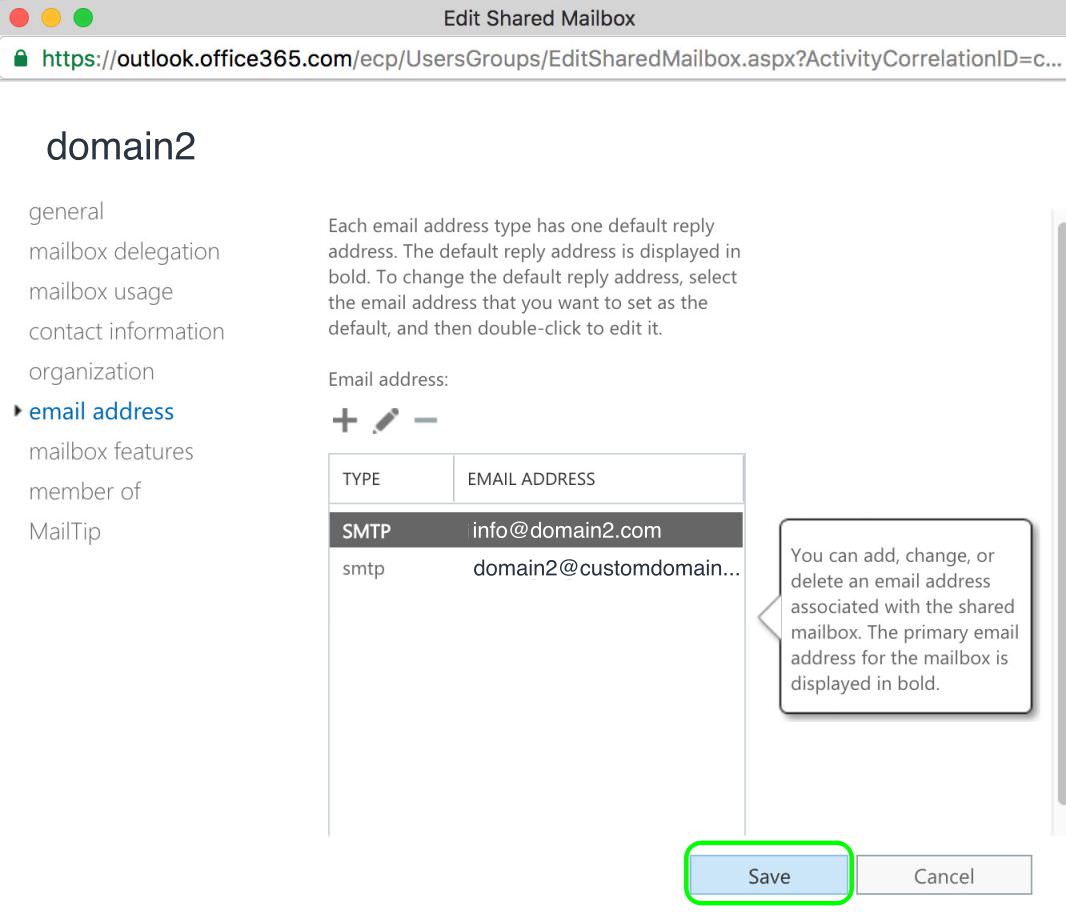 Edit Shared Mailbox
https://outlook.office365.com/ecp/UsersGroups/EditSharedMailbox.aspx?ActivityCorrelationID=c...
domain2
general
mailbox delegation
mailbox usage
contact information
organization
email address
mailbox features
member of
MailTip
Each email address type has one default reply
address. The default reply address is displayed in
bold. To change the default reply address, select
the email address that you want to set as the
default, and then double-click to edit it.
Email address:
TYPE EMAIL ADDRESS
SMTP info@domain2.com
smtp domain2@customdomain...
You can add, change, or
delete an email address
associated with the shared
mailbox. The primary email
address for the mailbox is
displayed in bold.
Save Cancel